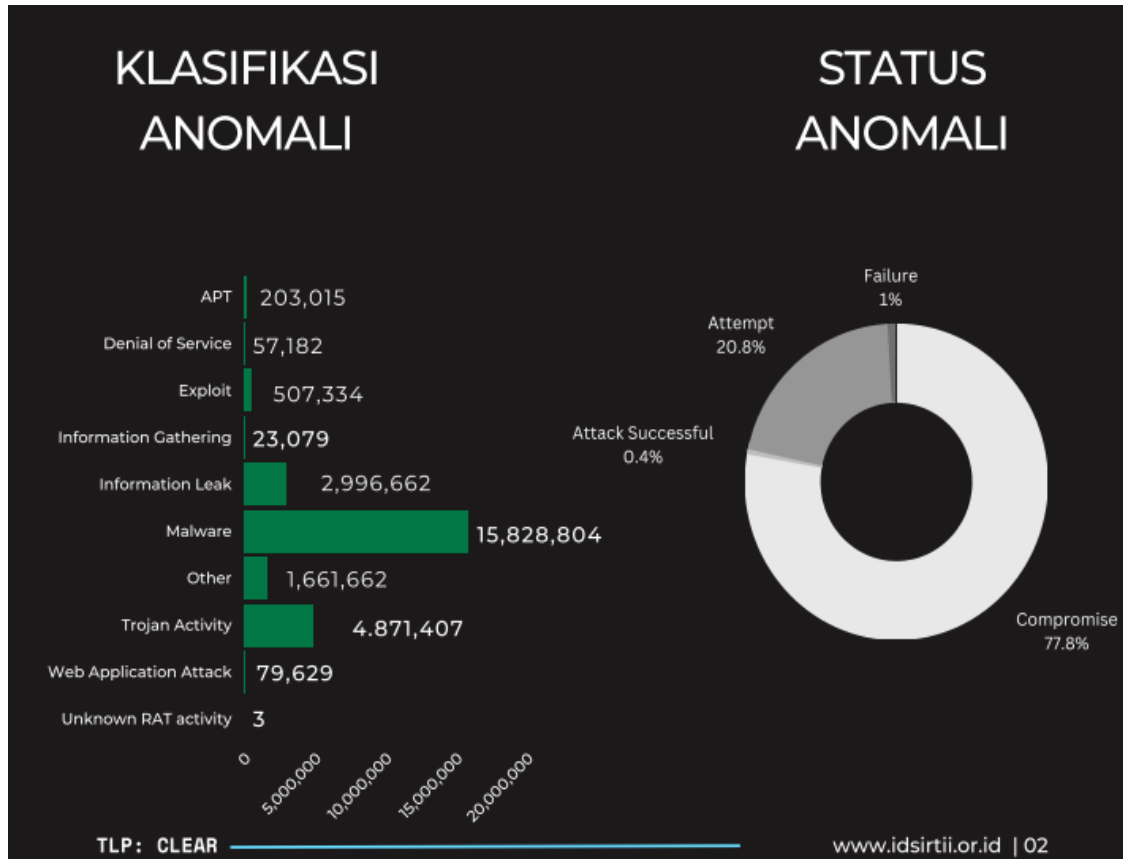 KLASIFIKASI
ANOMALI
APT 203,015
Denial of Service 57,182
Exploit 507,334
Information Gathering 23,079
Information Leak 2,996,662
Malware 15,828,804
Other 1,661,662
Trojan Activity 4.871,407
Web Application Attack 79,629
Unknown RAT activity 3
0 5,000,000 10,000,000 15,000,000 20,000,000
STATUS
ANOMALI
Failure
1%
Attempt
20.8%
Attack Successful
0.4%
Compromise
77.8%
TLP: CLEAR
www.idsirtii.or.id | 02